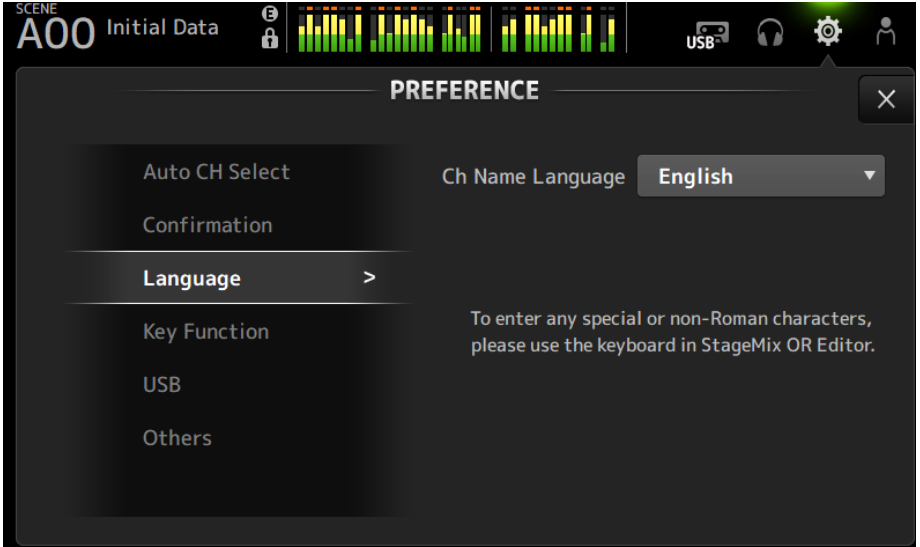 SCENE
A00 Initial Data
E
USB
PREFERENCE
Auto CH Select
Ch Name Language English
Confirmation
Language >
To enter any special or non-Roman characters,
please use the keyboard in StageMix OR Editor.
Key Function
USB
Others